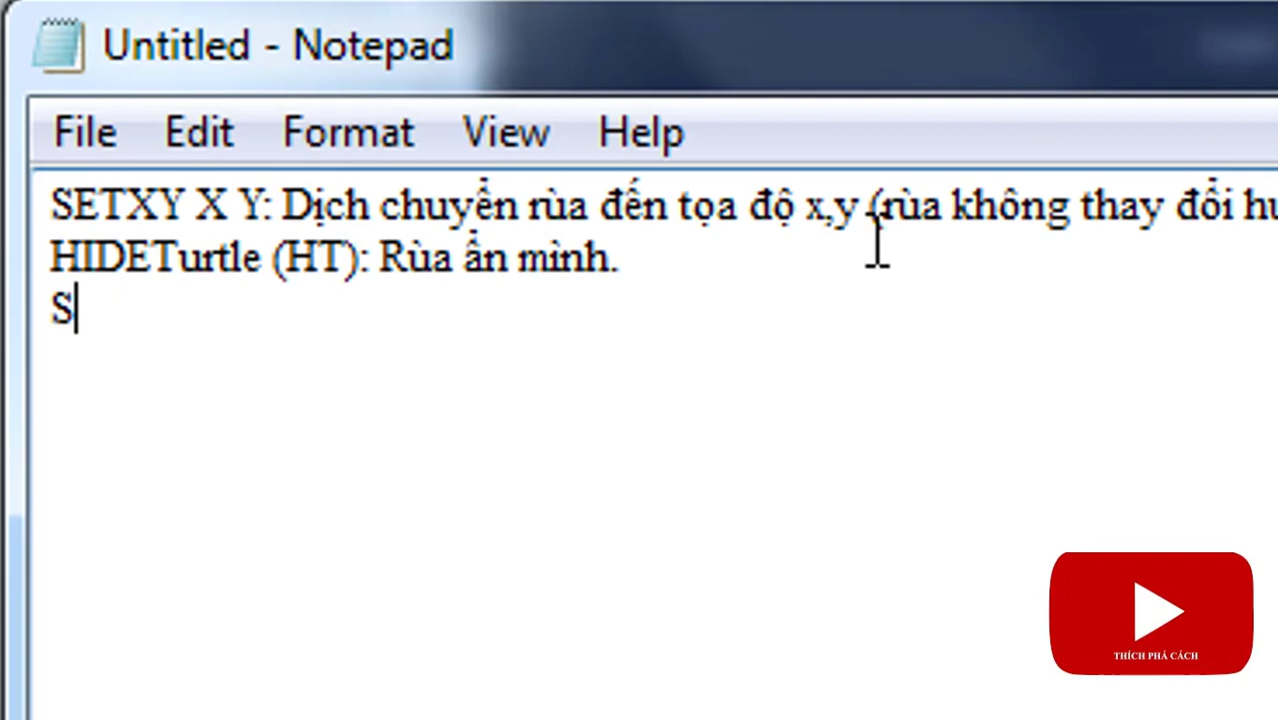 Untitled - Notepad
File Edit Format View Help
SETXY X Y: Dịch chuyển rùa đến tọa độ x,y (rùa không thay đổi hu
HIDETurtle (HT): Rùa ẩn mình.
S
THÍCH PHÁ CÁCH